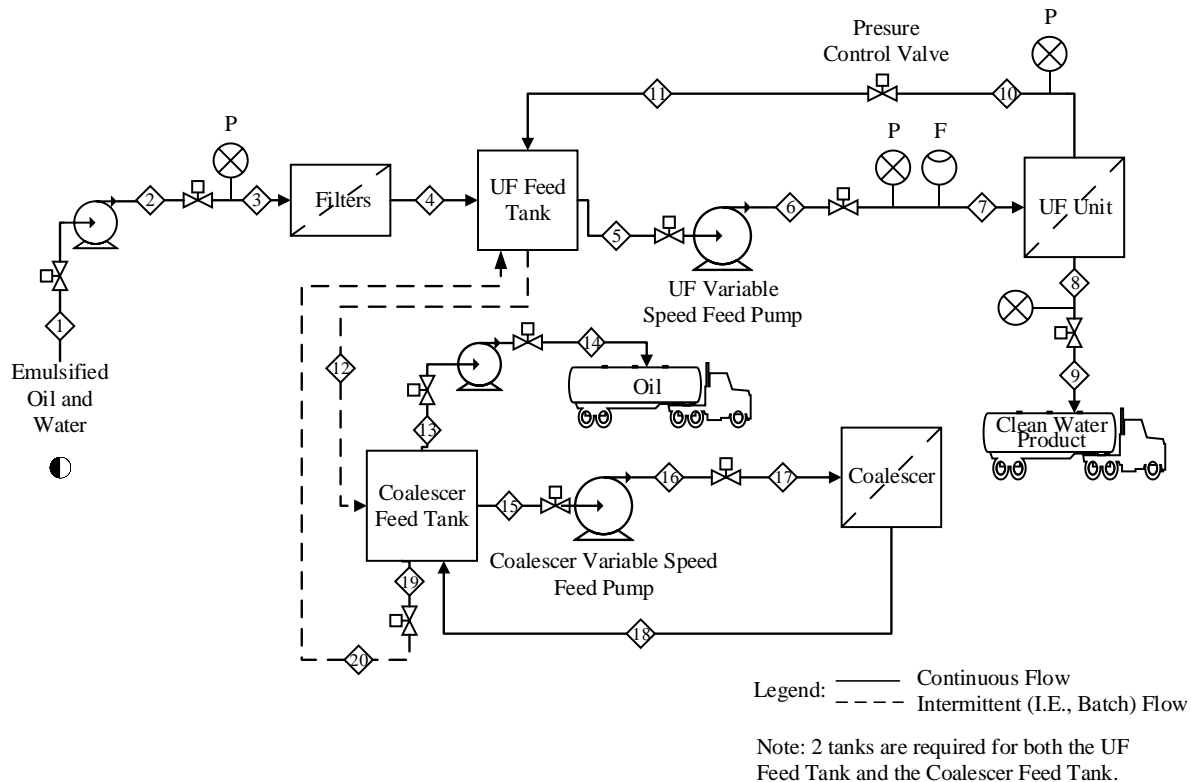 Presure
Control Valve
P
11
10
P
2
3
Filters
4
UF Feed
Tank
P
F
5
6
7
UF Unit
UF Variable
Speed Feed Pump
8
1
Emulsified
Oil and
Water
12
14
Oil
9
Clean Water
Product
13
Coalescer
Feed Tank
15
16
17
Coalescer
Coalescer Variable Speed
Feed Pump
19
18
20
Legend:
Continuous Flow
Intermittent (I.E., Batch) Flow
Note: 2 tanks are required for both the UF
Feed Tank and the Coalescer Feed Tank.